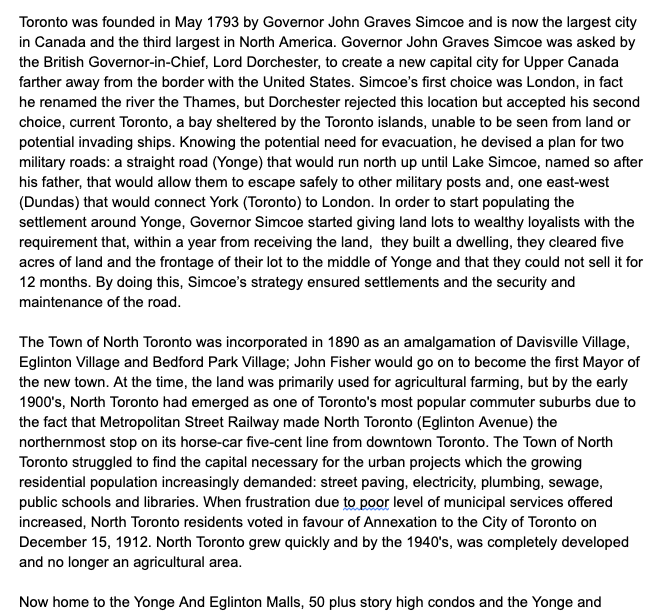 Toronto was founded in May 1793 by Governor John Graves Simcoe and is now the largest city
in Canada and the third largest in North America. Governor John Graves Simcoe was asked by
the British Governor-in-Chief, Lord Dorchester, to create a new capital city for Upper Canada
farther away from the border with the United States. Simcoe's first choice was London, in fact
he renamed the river the Thames, but Dorchester rejected this location but accepted his second
choice, current Toronto, a bay sheltered by the Toronto islands, unable to be seen from land or
potential invading ships. Knowing the potential need for evacuation, he devised a plan for two
military roads: a straight road (Yonge) that would run north up until Lake Simcoe, named so after
his father, that would allow them to escape safely to other military posts and, one east-west
(Dundas) that would connect York (Toronto) to London. In order to start populating the
settlement around Yonge, Governor Simcoe started giving land lots to wealthy loyalists with the
requirement that, within a year from receiving the land,  they built a dwelling, they cleared five
acres of land and the frontage of their lot to the middle of Yonge and that they could not sell it for
12 months. By doing this, Simcoe's strategy ensured settlements and the security and
maintenance of the road.

The Town of North Toronto was incorporated in 1890 as an amalgamation of Davisville Village,
Eglinton Village and Bedford Park Village; John Fisher would go on to become the first Mayor of
the new town. At the time, the land was primarily used for agricultural farming, but by the early
1900's, North Toronto had emerged as one of Toronto's most popular commuter suburbs due to
the fact that Metropolitan Street Railway made North Toronto (Eglinton Avenue) the
northernmost stop on its horse-car five-cent line from downtown Toronto. The Town of North
Toronto struggled to find the capital necessary for the urban projects which the growing
residential population increasingly demanded: street paving, electricity, plumbing, sewage,
public schools and libraries. When frustration due to poor level of municipal services offered
increased, North Toronto residents voted in favour of Annexation to the City of Toronto on
December 15, 1912. North Toronto grew quickly and by the 1940's, was completely developed
and no longer an agricultural area.

Now home to the Yonge And Eglinton Malls, 50 plus story high condos and the Yonge and